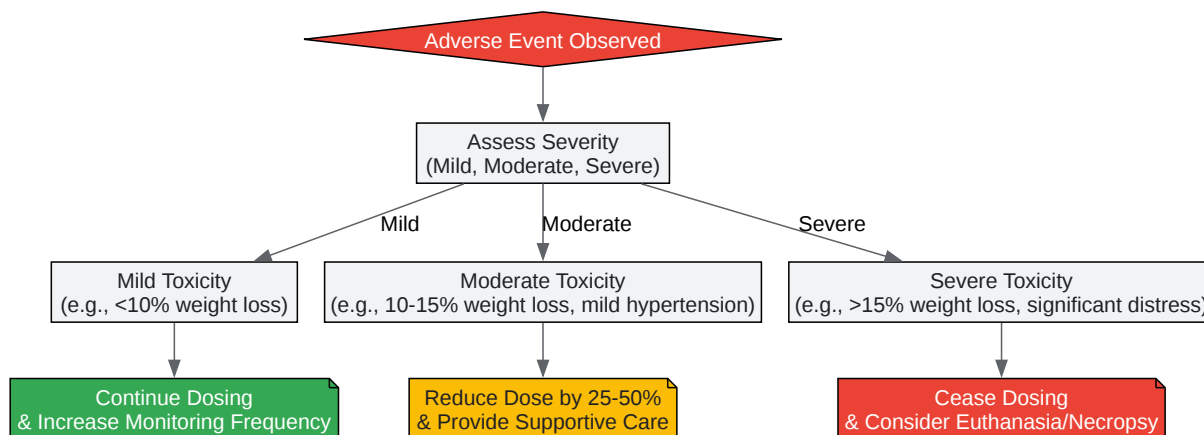 Adverse Event Observed
Assess Severity
(Mild, Moderate, Severe)
Mild
Moderate
Severe
Mild Toxicity
(e.g., <10% weight loss)
Moderate Toxicity
(e.g., 10-15% weight loss, mild hypertension)
Severe Toxicity
(e.g., >15% weight loss, significant distress)
Continue Dosing
& Increase Monitoring Frequency
Reduce Dose by 25-50%
& Provide Supportive Care
Cease Dosing
& Consider Euthanasia/Necropsy